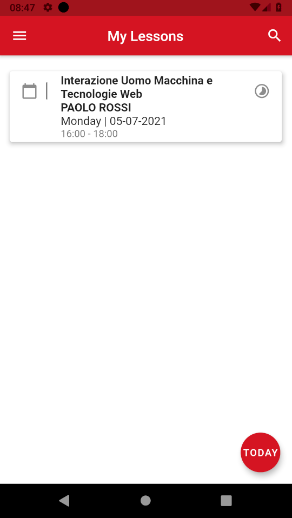 08:47
My Lessons
Interazione Uomo Macchina e
Tecnologie Web
PAOLO ROSSI
Monday | 05-07-2021
16:00 - 18:00
TODAY